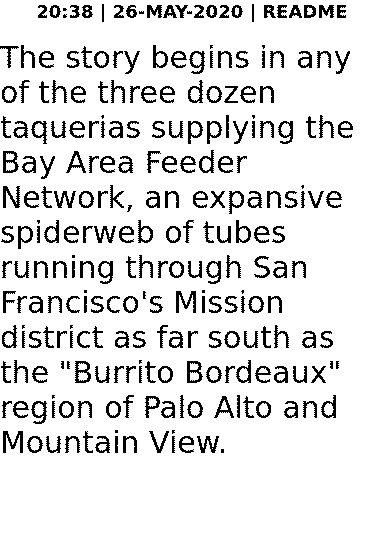 20:38 | 26-MAY-2020 | README
The story begins in any
of the three dozen
taquerias supplying the
Bay Area Feeder
Network, an expansive
spiderweb of tubes
running through San
Francisco's Mission
district as far south as
the "Burrito Bordeaux"
region of Palo Alto and
Mountain View.